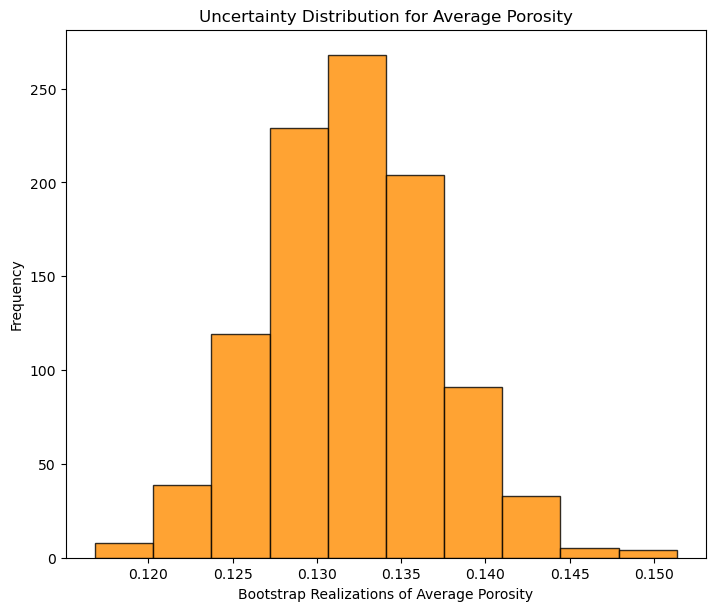 Uncertainty Distribution for Average Porosity
250
200
150
100
50
0
Frequency
0.120 0.125 0.130 0.135 0.140 0.145 0.150
Bootstrap Realizations of Average Porosity